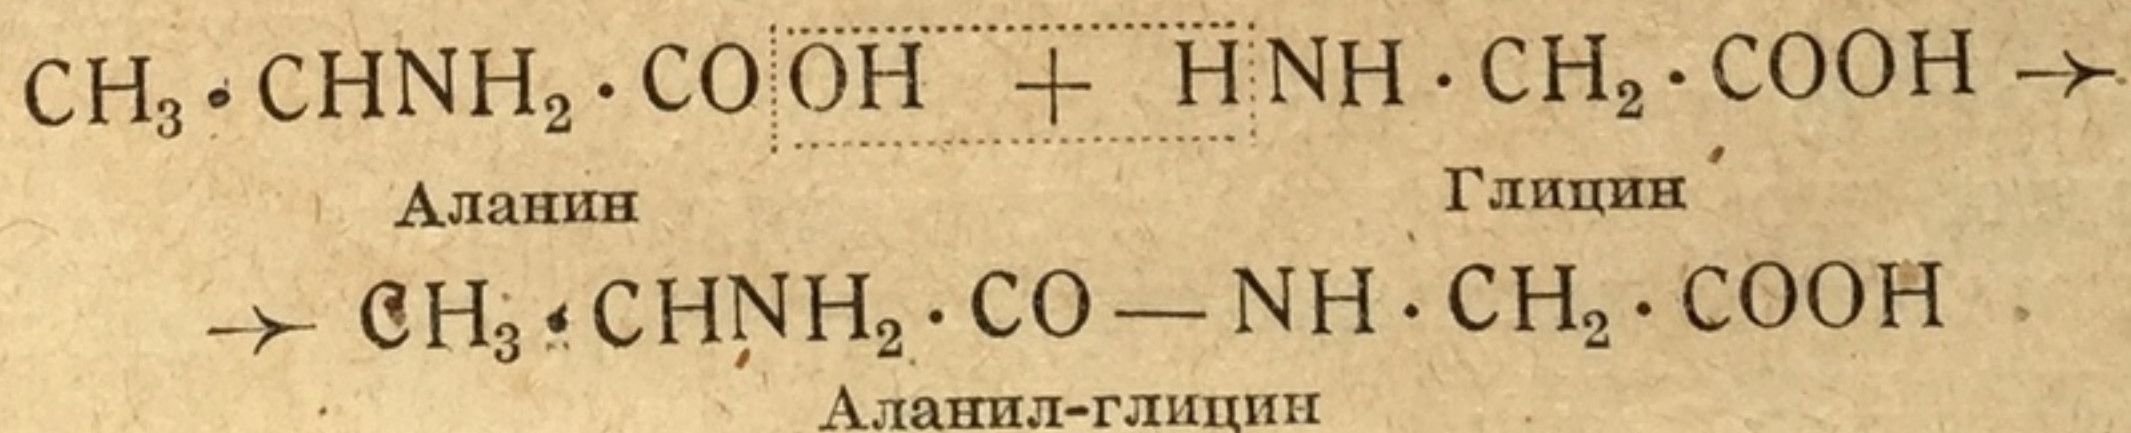 CH₃ · CHNH₂ · COOH + HNH · CH₂ · COOH →
Аланин Глицин
→ CH₃ · CHNH₂ · CO — NH · CH₂ · COOH
Аланил-глицин